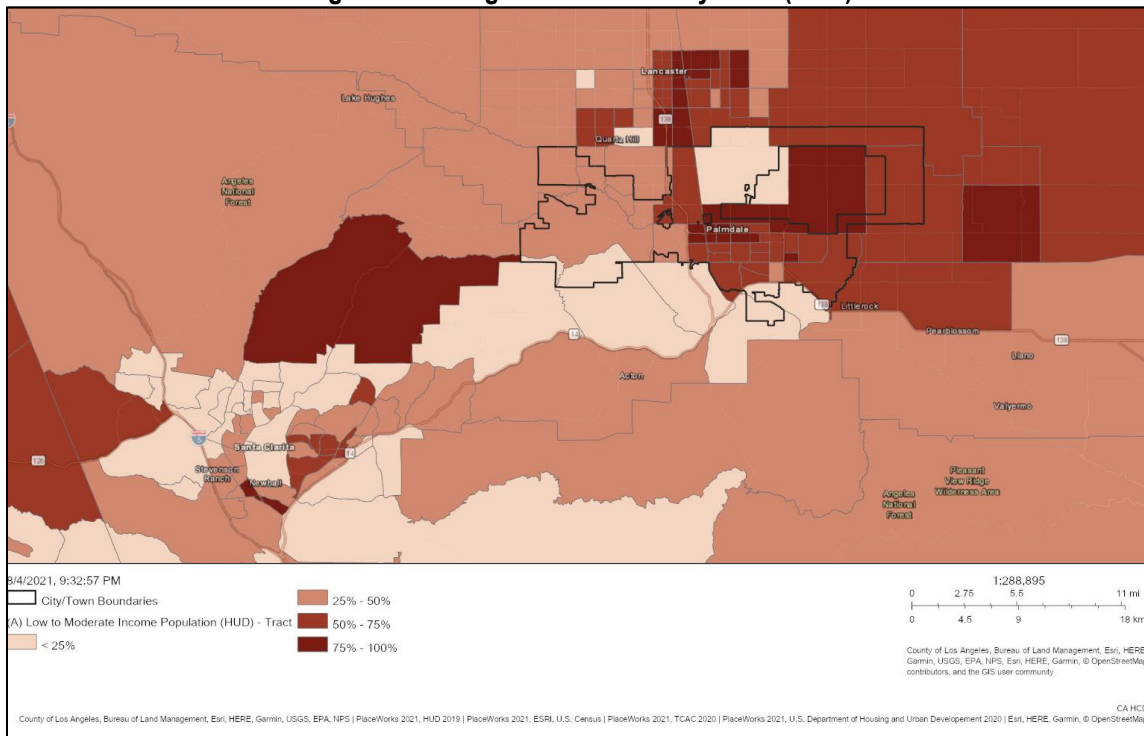 Lancaster
Lake Hughes
138
Quartz Hill
Angeles
National
Forest
Palmdale
138
Littlerock
Pearblossom
138
14
Llano
Acton
Valyermo
126
5
Santa Clarita
14
Stevenson
Ranch
Newhall
Pleasant
View Ridge
Wilderness Area
Angeles
National
Forest
8/4/2021, 9:32:57 PM
City/Town Boundaries
(A) Low to Moderate Income Population (HUD) - Tract
< 25%
25% - 50%
50% - 75%
75% - 100%
1:288,895
0 2.75 5.5 11 mi
0 4.5 9 18 km
County of Los Angeles, Bureau of Land Management, Esri, HERE,
Garmin, USGS, EPA, NPS, Esri, HERE, Garmin, © OpenStreetMap
contributors, and the GIS user community
CA HCD
County of Los Angeles, Bureau of Land Management, Esri, HERE, Garmin, USGS, EPA, NPS | PlaceWorks 2021, HUD 2019 | PlaceWorks 2021, ESRI, U.S. Census | PlaceWorks 2021, TCAC 2020 | PlaceWorks 2021, U.S. Department of Housing and Urban Developement 2020 | Esri, HERE, Garmin, © OpenStreetMap